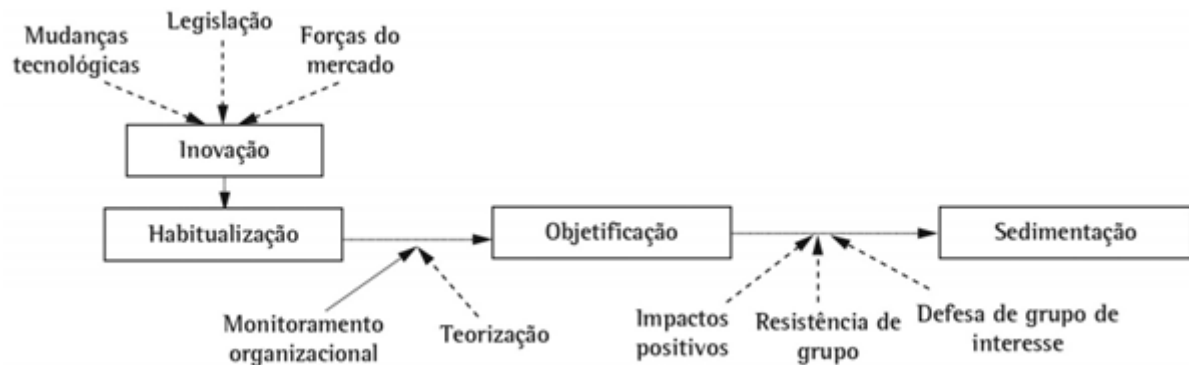 Legislação
Mudanças
tecnológicas
Forças do
mercado
Inovação
Habitualização
Objetificação
Sedimentação
Monitoramento
organizacional
Teorização
Impactos
positivos
Resistência de
grupo
Defesa de grupo de
interesse